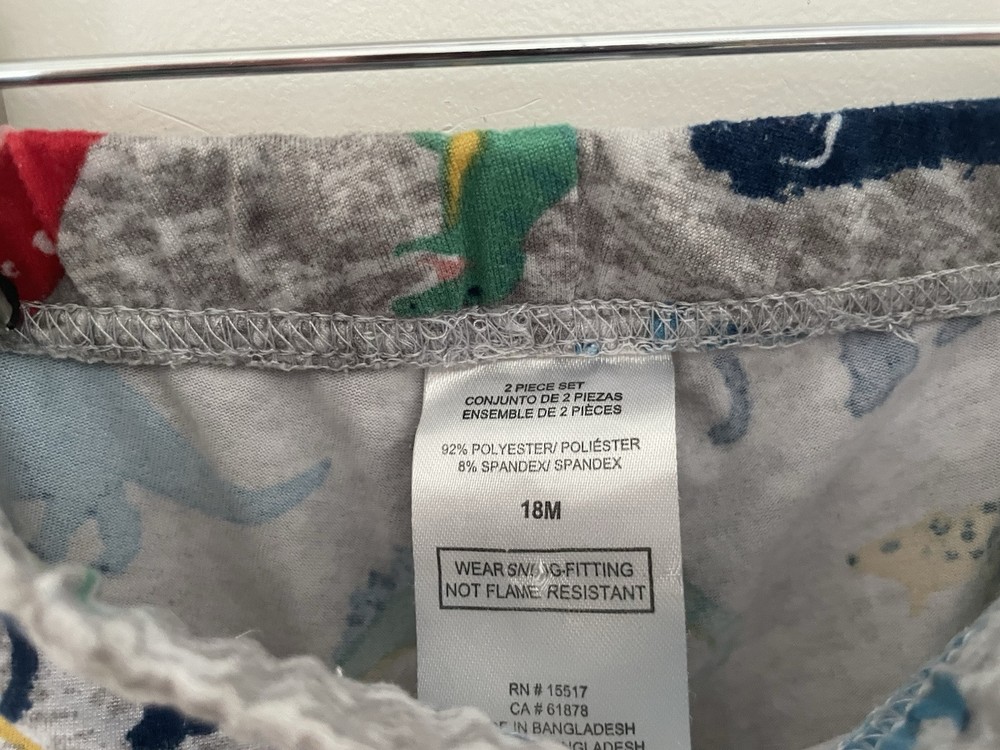 2 PIECE SET
CONJUNTO DE 2 PIEZAS
ENSEMBLE DE 2 PIÈCES
92% POLYESTER/ POLIÉSTER
8% SPANDEX/ SPANDEX
18M
WEAR SNUG-FITTING
NOT FLAME RESISTANT
RN # 15517
CA # 61878
IN BANGLADESH